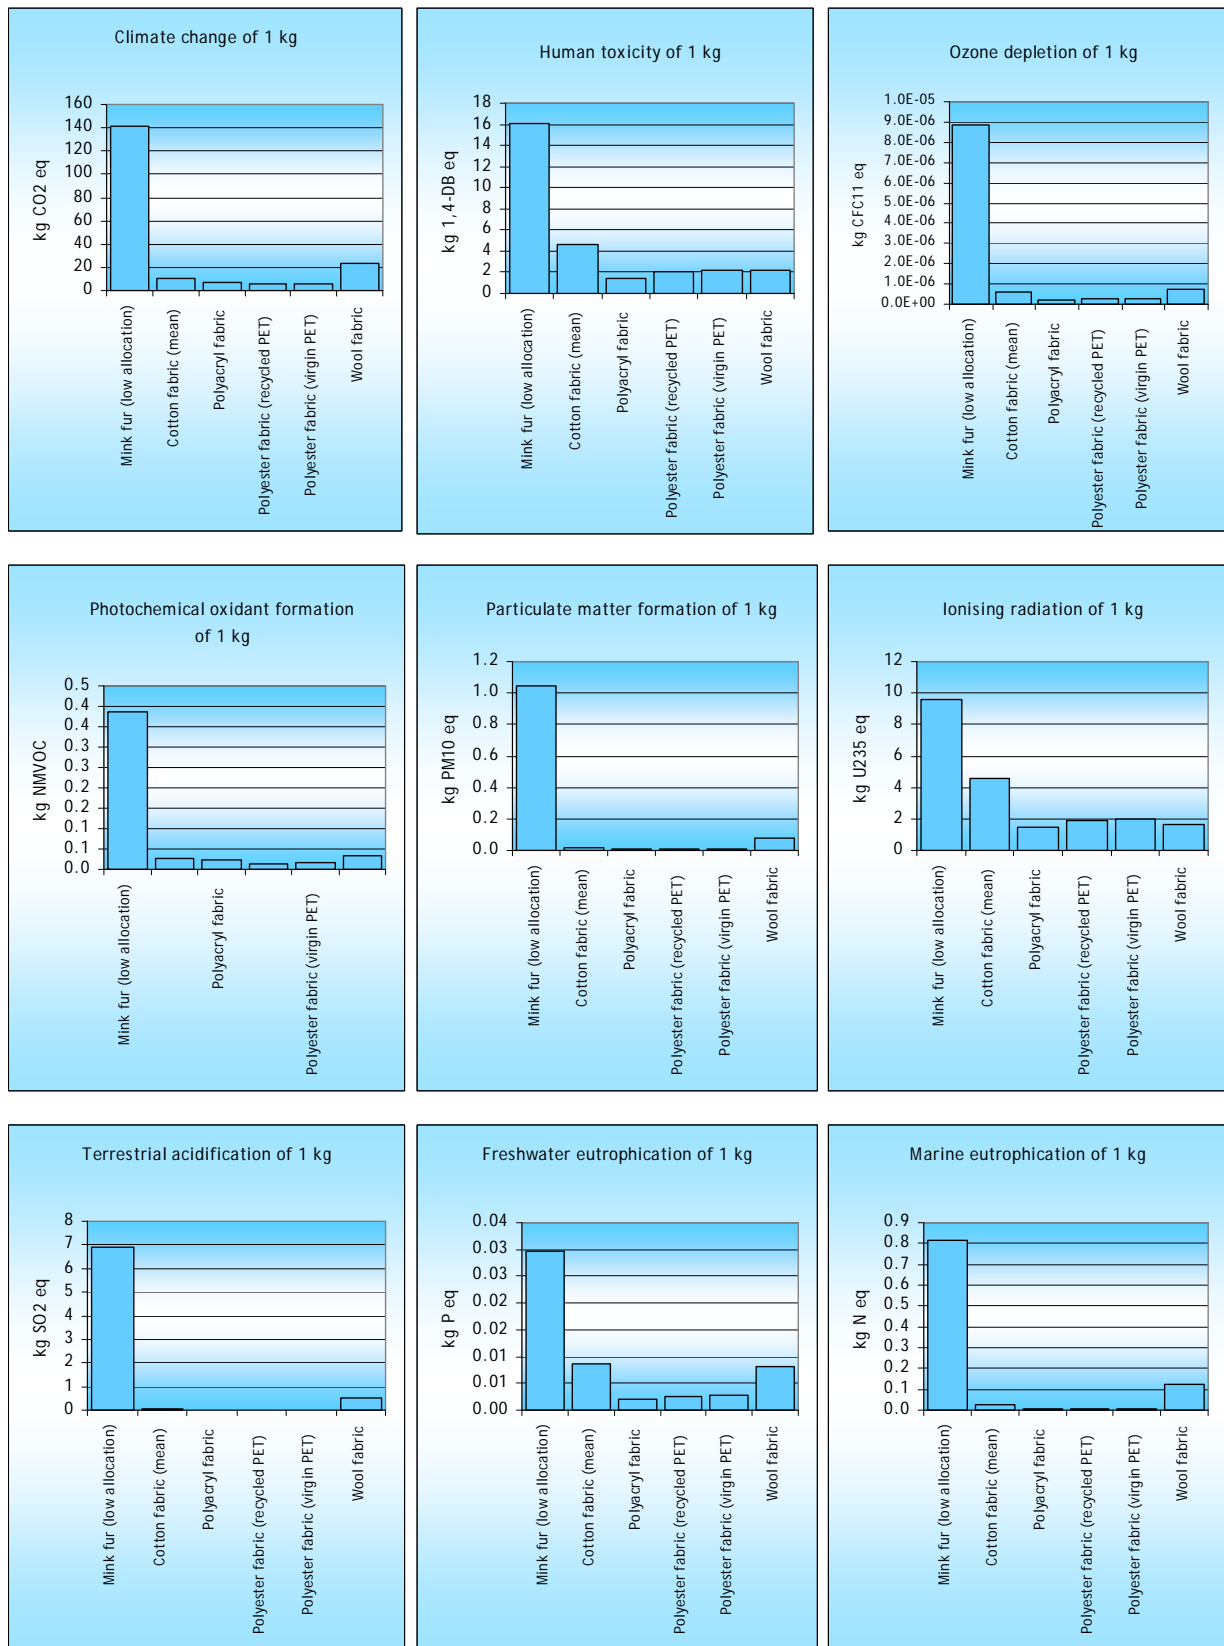 Climate change of 1 kg
kg CO2 eq
160
140
120
100
80
60
40
20
0
Mink fur (low allocation)
Cotton fabric (mean)
Polyacryl fabric
Polyester fabric (recycled PET)
Polyester fabric (virgin PET)
Wool fabric
Human toxicity of 1 kg
kg 1,4-DB eq
18
16
14
12
10
8
6
4
2
0
Mink fur (low allocation)
Cotton fabric (mean)
Polyacryl fabric
Polyester fabric (recycled PET)
Polyester fabric (virgin PET)
Wool fabric
Ozone depletion of 1 kg
kg CFC11 eq
1.0E-05
9.0E-06
8.0E-06
7.0E-06
6.0E-06
5.0E-06
4.0E-06
3.0E-06
2.0E-06
1.0E-06
0.0E+00
Mink fur (low allocation)
Cotton fabric (mean)
Polyacryl fabric
Polyester fabric (recycled PET)
Polyester fabric (virgin PET)
Wool fabric
Photochemical oxidant formation
of 1 kg
kg NMVOC
0.5
0.4
0.4
0.3
0.3
0.2
0.2
0.1
0.1
0.0
Mink fur (low allocation)
Polyacryl fabric
Polyester fabric (virgin PET)
Particulate matter formation of 1 kg
kg PM10 eq
1.2
1.0
0.8
0.6
0.4
0.2
0.0
Mink fur (low allocation)
Cotton fabric (mean)
Polyacryl fabric
Polyester fabric (recycled PET)
Polyester fabric (virgin PET)
Wool fabric
Ionising radiation of 1 kg
kg U235 eq
12
10
8
6
4
2
0
Mink fur (low allocation)
Cotton fabric (mean)
Polyacryl fabric
Polyester fabric (recycled PET)
Polyester fabric (virgin PET)
Wool fabric
Terrestrial acidification of 1 kg
kg SO2 eq
8
7
6
5
4
3
2
1
0
Mink fur (low allocation)
Cotton fabric (mean)
Polyacryl fabric
Polyester fabric (recycled PET)
Polyester fabric (virgin PET)
Wool fabric
Freshwater eutrophication of 1 kg
kg P eq
0.04
0.03
0.03
0.02
0.02
0.01
0.01
0.00
Mink fur (low allocation)
Cotton fabric (mean)
Polyacryl fabric
Polyester fabric (recycled PET)
Polyester fabric (virgin PET)
Wool fabric
Marine eutrophication of 1 kg
kg N eq
0.9
0.8
0.7
0.6
0.5
0.4
0.3
0.2
0.1
0.0
Mink fur (low allocation)
Cotton fabric (mean)
Polyacryl fabric
Polyester fabric (recycled PET)
Polyester fabric (virgin PET)
Wool fabric